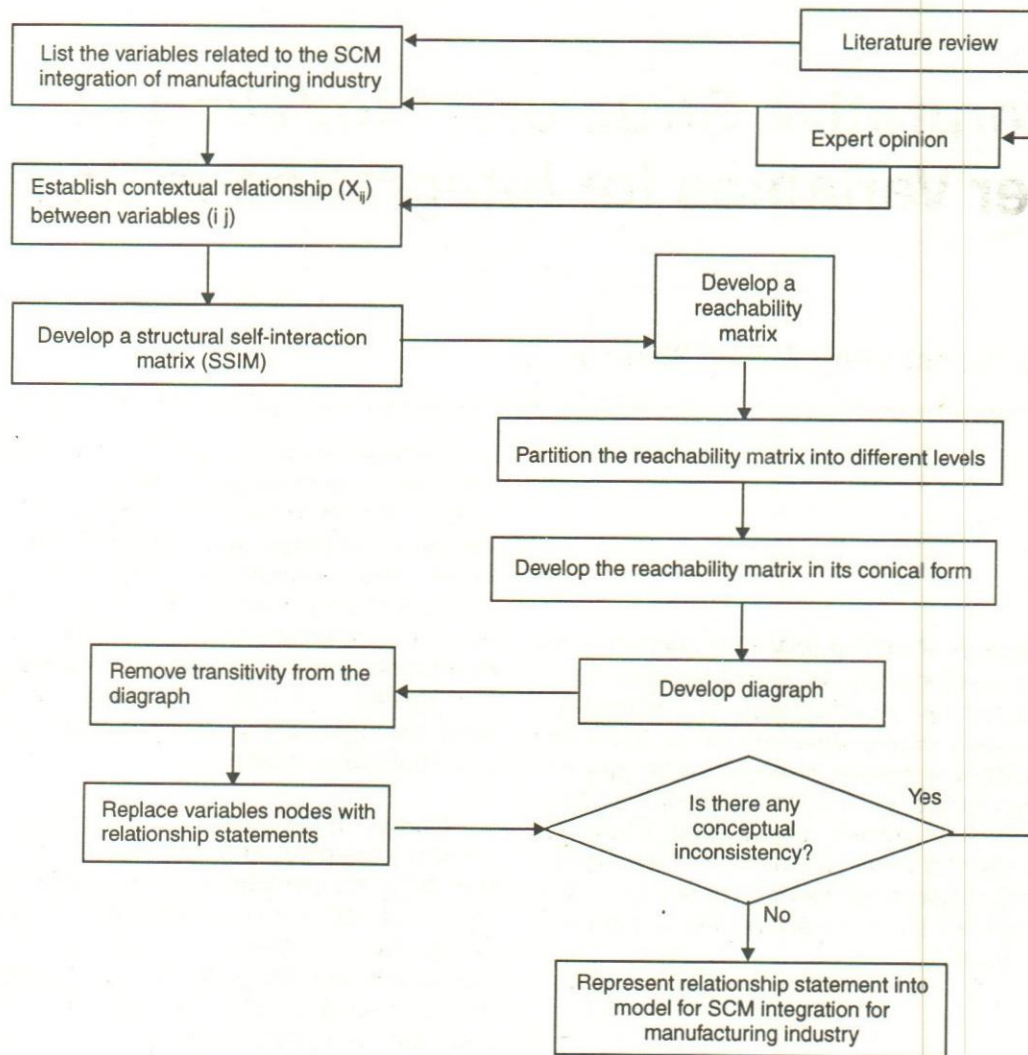 List the variables related to the SCM
integration of manufacturing industry
Literature review
Expert opinion
Establish contextual relationship (Xij)
between variables (i j)
Develop a structural self-interaction
matrix (SSIM)
Develop a
reachability
matrix
Partition the reachability matrix into different levels
Develop the reachability matrix in its conical form
Develop diagraph
Remove transitivity from the
diagraph
Replace variables nodes with
relationship statements
Is there any
conceptual
inconsistency?
Yes
No
Represent relationship statement into
model for SCM integration for
manufacturing industry